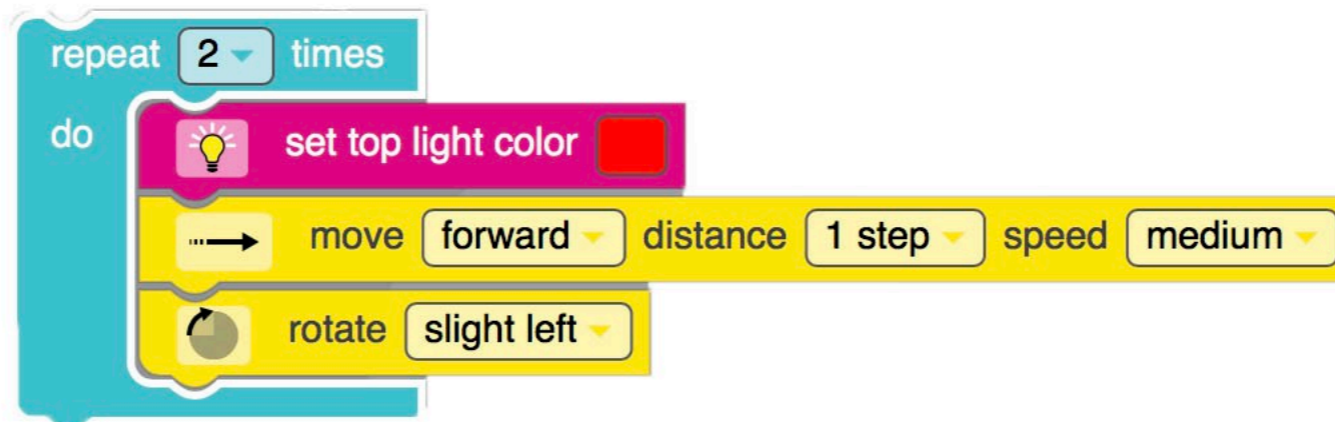 repeat 2 times
do set top light color
move forward distance 1 step speed medium
rotate slight left